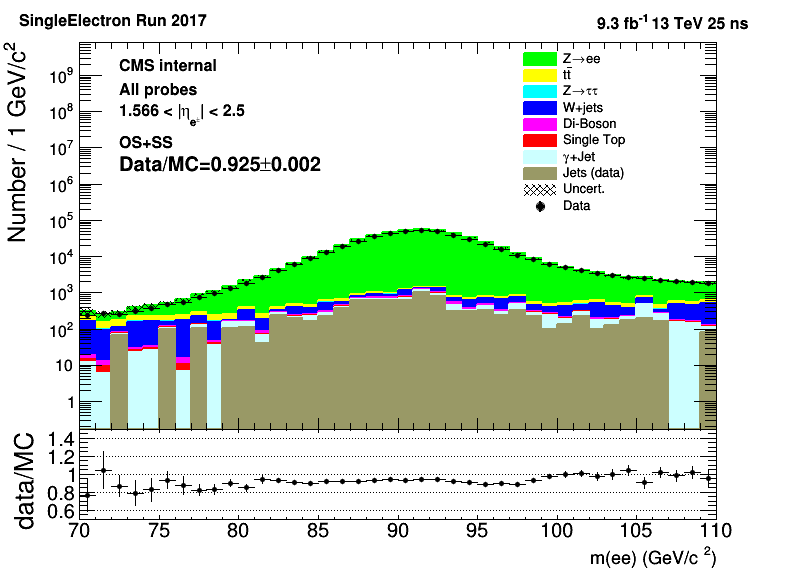 SingleElectron Run 2017
9.3 fb⁻¹ 13 TeV 25 ns
Number / 1 GeV/c²
10⁹
10⁸
10⁷
10⁶
10⁵
10⁴
10³
10²
10
1
CMS internal
All probes
1.566 < |η_e±| < 2.5
OS+SS
Data/MC=0.925±0.002
Z→ee
tt̄
Z→ττ
W+jets
Di-Boson
Single Top
γ+Jet
Jets (data)
Uncert.
Data
data/MC
1.4
1.2
1
0.8
0.6
70 75 80 85 90 95 100 105 110
m(ee) (GeV/c ²)